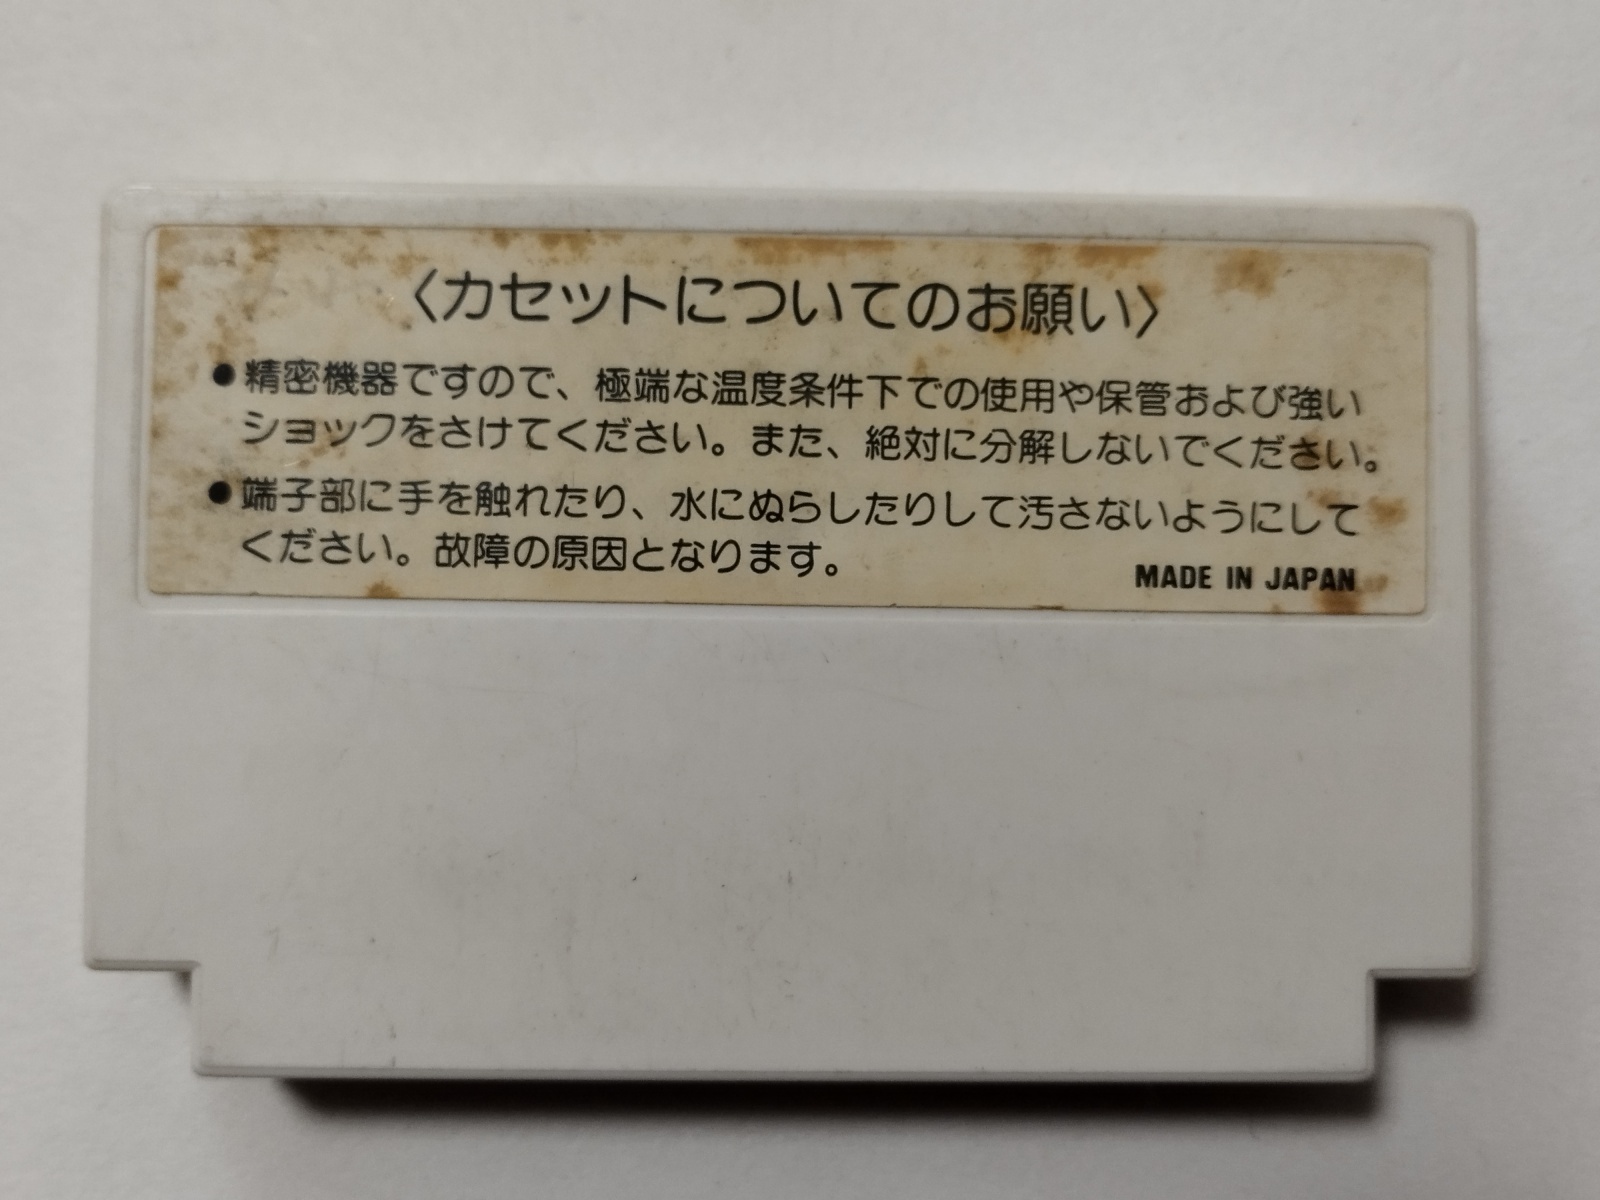 〈カセットについてのお願い〉
●精密機器ですので、極端な温度条件下での使用や保管および強い
ショックをさけてください。また、絶対に分解しないでください。
●端子部に手を触れたり、水にぬらしたりして汚さないようにして
ください。故障の原因となります。
MADE IN JAPAN